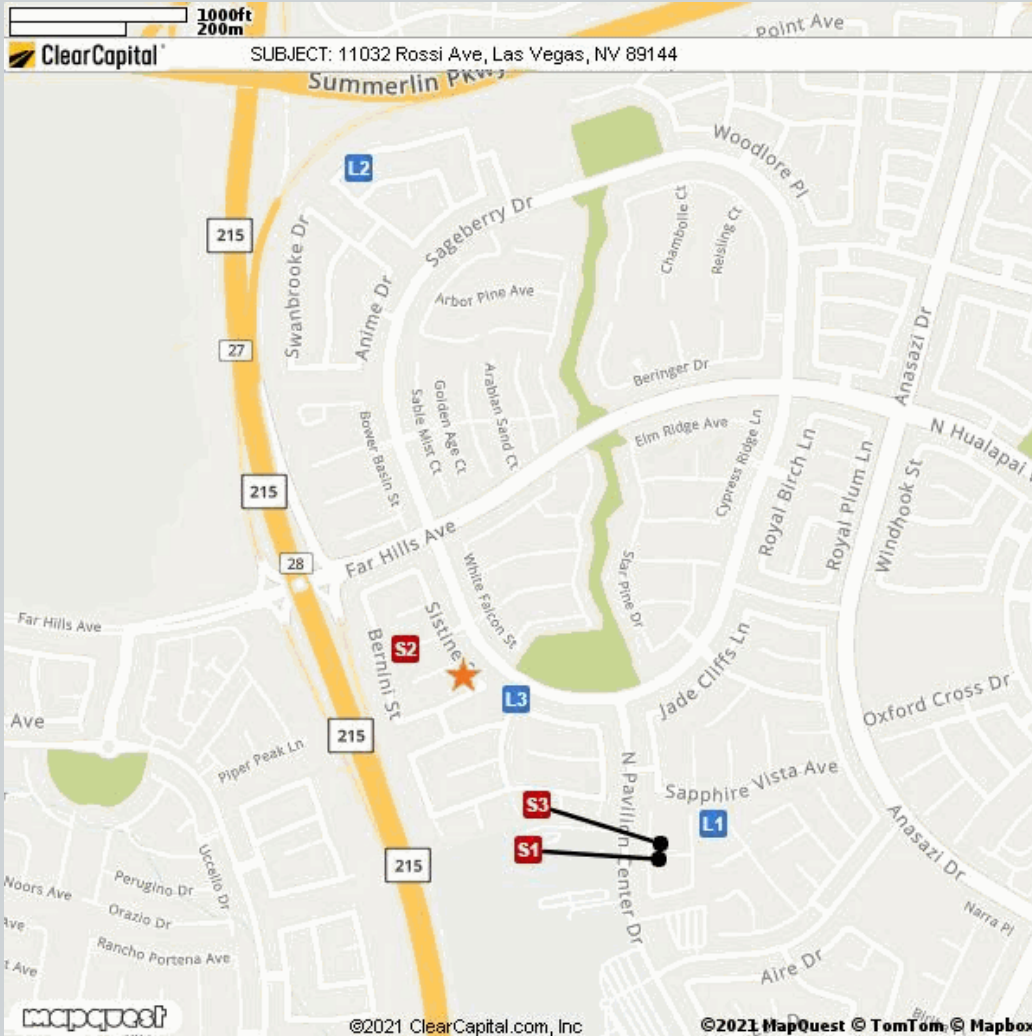 1000ft
200m
Point Ave
ClearCapital
SUBJECT: 11032 Rossi Ave, Las Vegas, NV 89144
Summerlin Pkwy
Woodlore Pl
L2
Sageberry Dr
Chambolle Ct
Reisling Ct
215
Swanbrooke Dr
Anime Dr
Arbor Pine Ave
27
Anasazi Dr
Beringer Dr
Arabian Sand Ct
Golden Age Ct
Sable Mist Ct
Bower Basin St
Elm Ridge Ave
Cypress Ridge Ln
N Hualapai
Royal Birch Ln
Royal Plum Ln
Windhook St
215
Far Hills Ave
28
White Falcon St
Star Pine Dr
Far Hills Ave
Sistine
Bernini St
S2
L3
Jade Cliffs Ln
Oxford Cross Dr
Ave
215
Piper Peak Ln
N Pavilion Center Dr
Sapphire Vista Ave
S3
L1
S1
Anasazi Dr
215
Uccello Dr
Perugino Dr
Noors Ave
Orazio Dr
Narra Pl
Ave
Rancho Portena Ave
t Ave
Aire Dr
mapquest
©2021 ClearCapital.com, Inc
©2021 MapQuest © TomTom © Mapbox